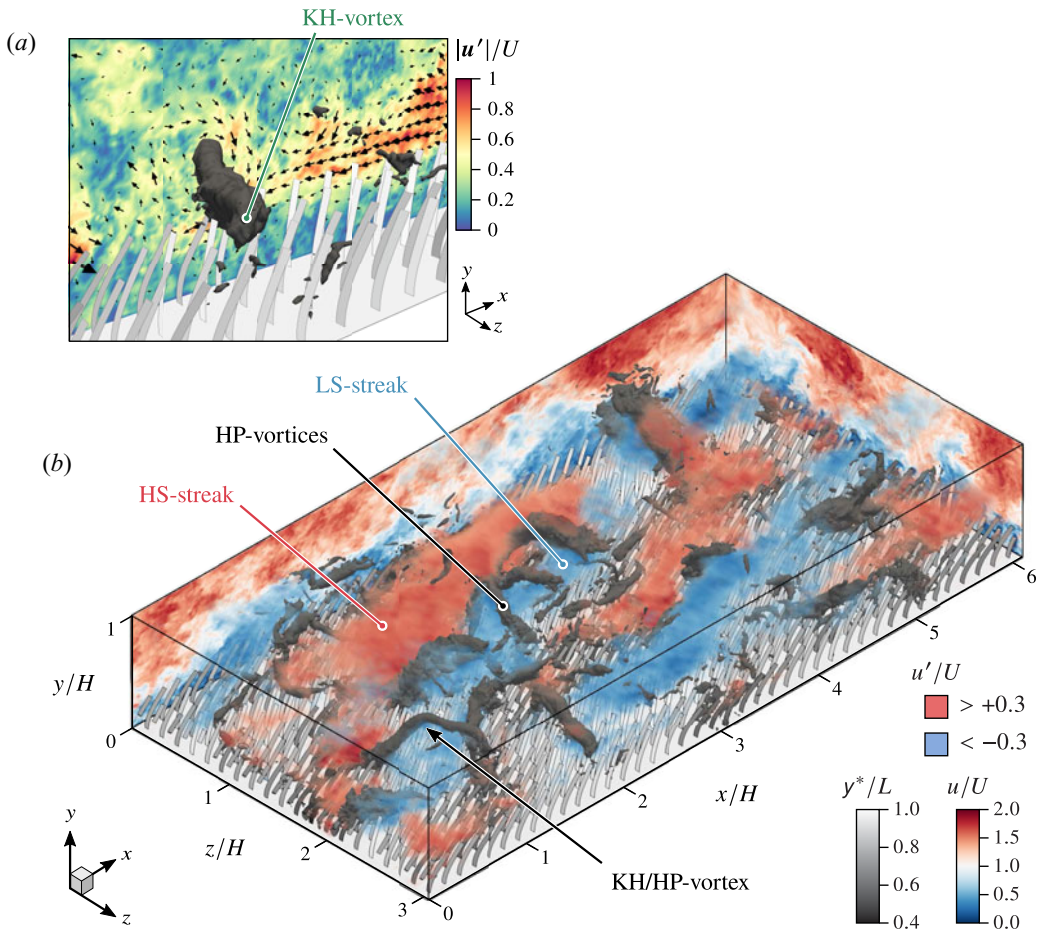 KH-vortex
(a)
|u′|/U
1
0.8
0.6
0.4
0.2
0
y
x
z
LS-streak
HP-vortices
(b)
HS-streak
1
y/H
0
1
z/H
2
3
0
1
2
x/H
3
4
5
6
u′/U
> +0.3
< −0.3
y*/L
1.0
0.8
0.6
0.4
u/U
2.0
1.5
1.0
0.5
0.0
KH/HP-vortex
y
x
z